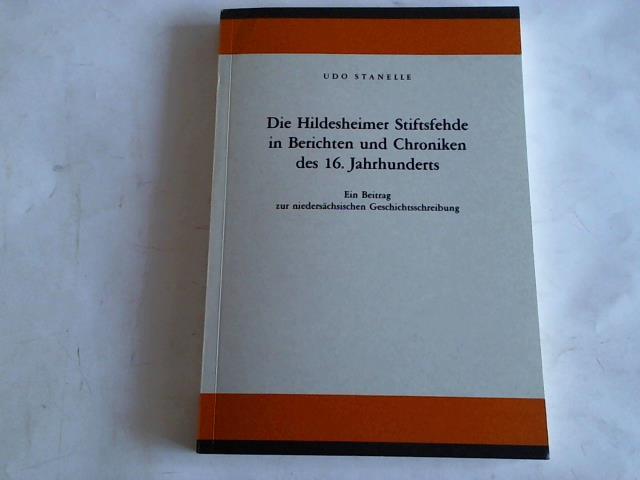 UDO STANELLE
Die Hildesheimer Stiftsfehde
in Berichten und Chroniken
des 16. Jahrhunderts
Ein Beitrag
zur niedersächsischen Geschichtsschreibung